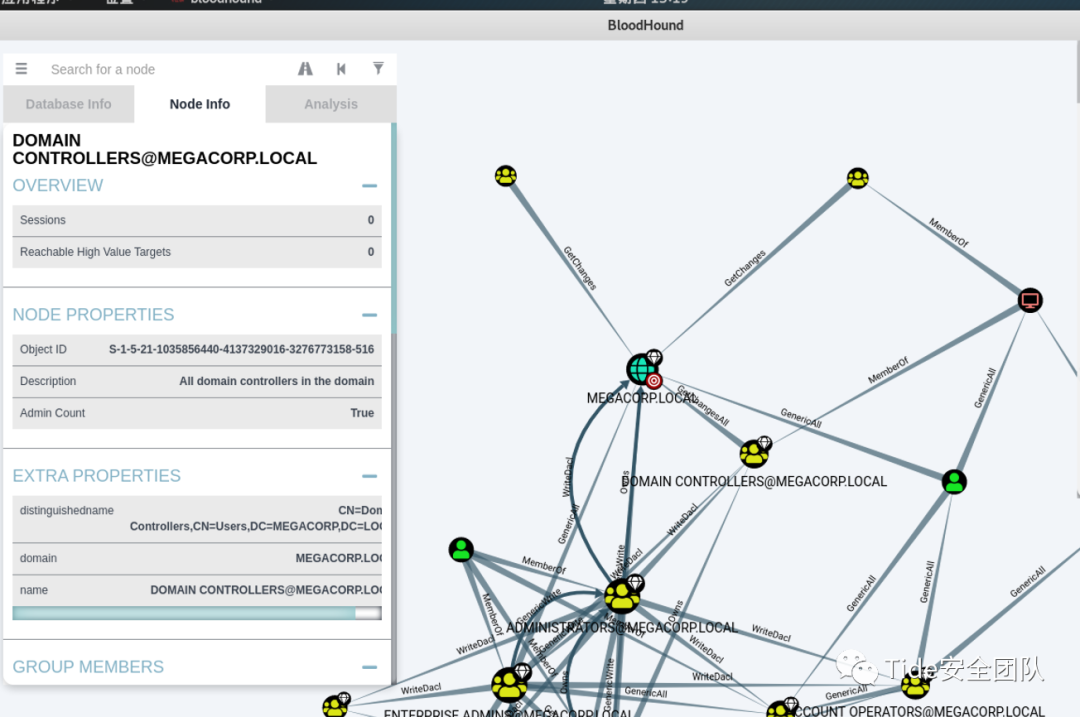 BloodHound
Search for a node
Database Info
Node Info
Analysis
DOMAIN
CONTROLLERS@MEGACORP.LOCAL
OVERVIEW
Sessions 0
Reachable High Value Targets 0
NODE PROPERTIES
Object ID S-1-5-21-1035856440-4137329016-3276773158-516
Description All domain controllers in the domain
Admin Count True
EXTRA PROPERTIES
distinguishedname CN=Dom
Controllers,CN=Users,DC=MEGACORP,DC=LOC
domain MEGACORP.LOC
name DOMAIN CONTROLLERS@MEGACORP.LO
GROUP MEMBERS
GetChanges
GetChanges
MemberOf
MemberOf
GenericAll
MEGACORP.LOCAL
GetChangesAll
GenericAll
DOMAIN CONTROLLERS@MEGACORP.LOCAL
WriteDacl
Owns
GenericAll
WriteDacl
MemberOf
MemberOf
GenericWrite
WriteDacl
Owns
ADMINISTRATORS@MEGACORP.LOCAL
WriteDacl
WriteDacl
WriteDacl
GenericAll
GenericAll
GenericAll
WriteDacl
WriteDacl
GenericAll
GenericAll
Owns
ENTERPRISE ADMINS@MEGACORP.LOCAL
CCOUNT OPERATORS@MEGACORP.LOCAL
Tide安全团队